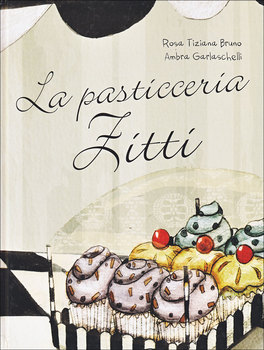 Rosa Tiziana Bruno
Ambra Garlaschelli
La pasticceria
Zitti